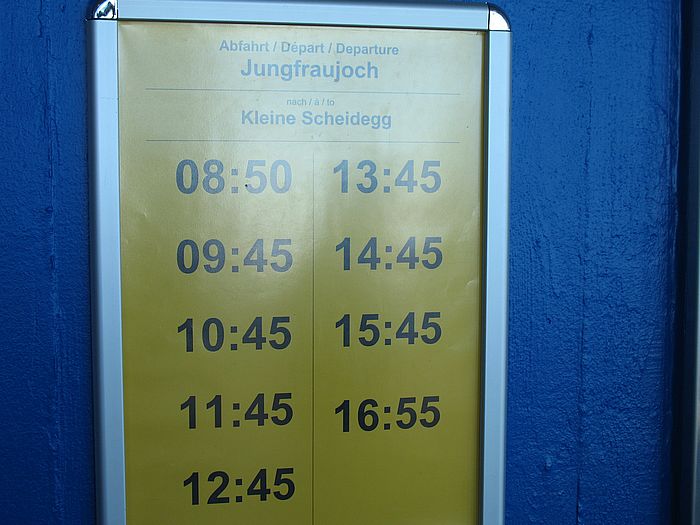 Abfahrt / Départ / Departure
Jungfraujoch
nach / à / to
Kleine Scheidegg
08:50 13:45
09:45 14:45
10:45 15:45
11:45 16:55
12:45